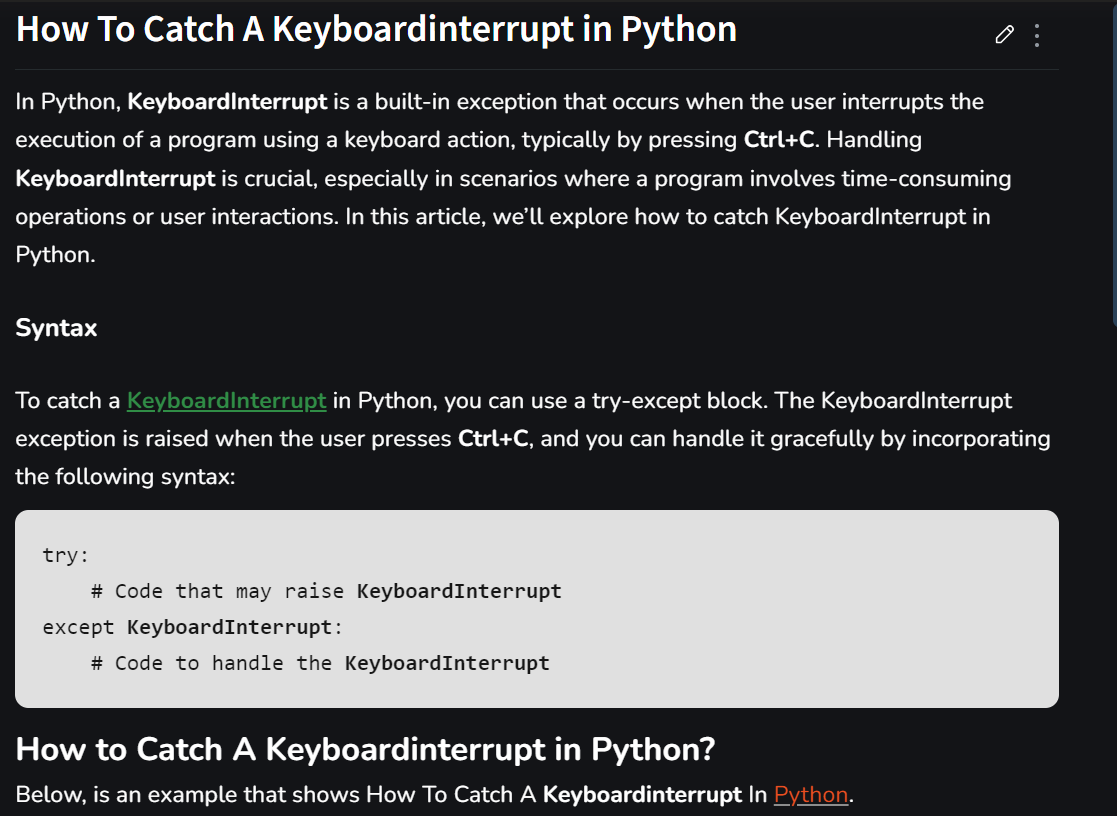 How To Catch A Keyboardinterrupt in Python
In Python, KeyboardInterrupt is a built-in exception that occurs when the user interrupts the
execution of a program using a keyboard action, typically by pressing Ctrl+C. Handling
KeyboardInterrupt is crucial, especially in scenarios where a program involves time-consuming
operations or user interactions. In this article, we’ll explore how to catch KeyboardInterrupt in
Python.
Syntax
To catch a KeyboardInterrupt in Python, you can use a try-except block. The KeyboardInterrupt
exception is raised when the user presses Ctrl+C, and you can handle it gracefully by incorporating
the following syntax:
try:
    # Code that may raise KeyboardInterrupt
except KeyboardInterrupt:
    # Code to handle the KeyboardInterrupt
How to Catch A Keyboardinterrupt in Python?
Below, is an example that shows How To Catch A Keyboardinterrupt In Python.